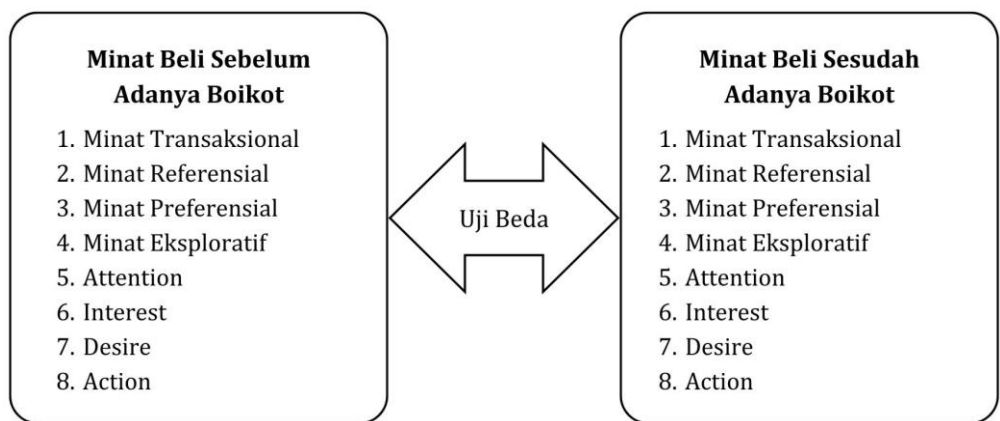 Minat Beli Sebelum
Adanya Boikot
1. Minat Transaksional
2. Minat Referensial
3. Minat Preferensial
4. Minat Eksploratif
5. Attention
6. Interest
7. Desire
8. Action
Uji Beda
Minat Beli Sesudah
Adanya Boikot
1. Minat Transaksional
2. Minat Referensial
3. Minat Preferensial
4. Minat Eksploratif
5. Attention
6. Interest
7. Desire
8. Action